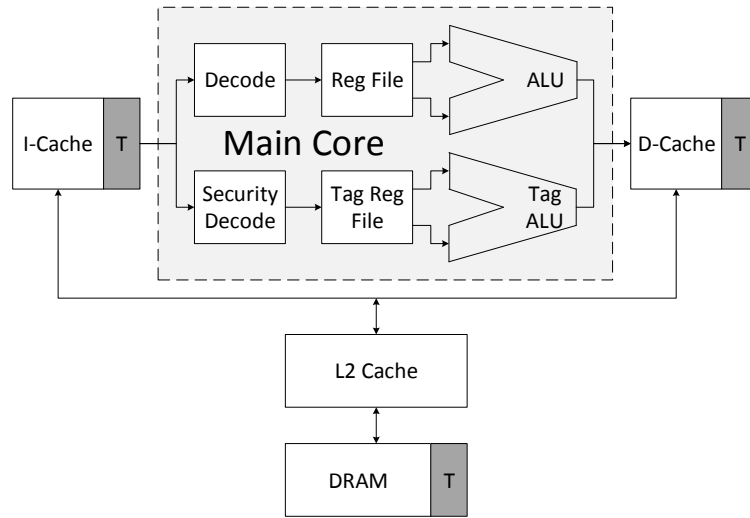 Decode
Reg File
ALU
I-Cache
T
Main Core
D-Cache
T
Security
Decode
Tag Reg
File
Tag
ALU
L2 Cache
DRAM
T